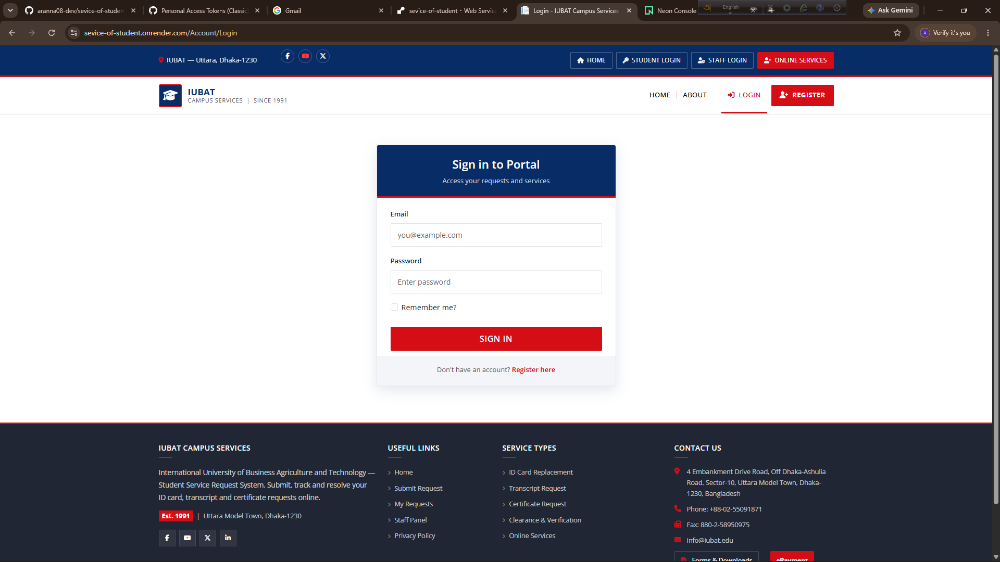 aranna08-dev/sevice-of-studen
Personal Access Tokens (Classic
Gmail
sevice-of-student · Web Service
Login - IUBAT Campus Services
Neon Console
English
Ask Gemini
sevice-of-student.onrender.com/Account/Login
Verify it's you
IUBAT — Uttara, Dhaka-1230
HOME
STUDENT LOGIN
STAFF LOGIN
ONLINE SERVICES
IUBAT
CAMPUS SERVICES | SINCE 1991
HOME
ABOUT
LOGIN
REGISTER
Sign in to Portal
Access your requests and services
Email
you@example.com
Password
Enter password
Remember me?
SIGN IN
Don't have an account? Register here
IUBAT CAMPUS SERVICES
International University of Business Agriculture and Technology —
Student Service Request System. Submit, track and resolve your
ID card, transcript and certificate requests online.
Est. 1991 | Uttara Model Town, Dhaka-1230
USEFUL LINKS
Home
Submit Request
My Requests
Staff Panel
Privacy Policy
SERVICE TYPES
ID Card Replacement
Transcript Request
Certificate Request
Clearance & Verification
Online Services
CONTACT US
4 Embankment Drive Road, Off Dhaka-Ashulia
Road, Sector-10, Uttara Model Town, Dhaka-
1230, Bangladesh
Phone: +88-02-55091871
Fax: 880-2-58950975
info@iubat.edu
Forms & Downloads
ePayment